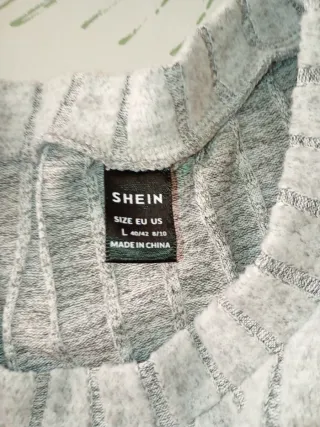 SHEIN
SIZE EU US
L 40/42 8/10
MADE IN CHINA